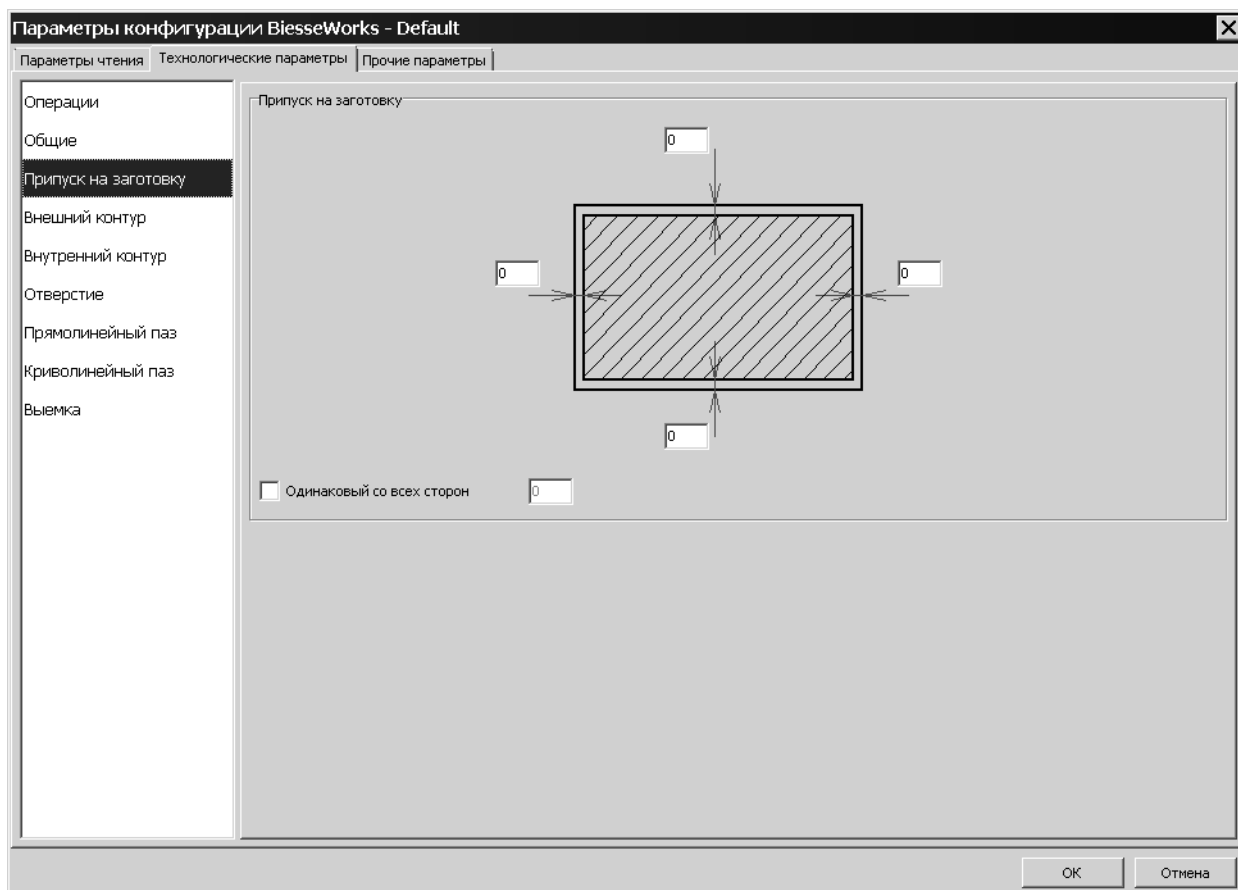 Параметры конфигурации BiesseWorks - Default
Параметры чтения
Технологические параметры
Прочие параметры
Операции
Общие
Припуск на заготовку
Внешний контур
Внутренний контур
Отверстие
Прямолинейный паз
Криволинейный паз
Выемка
Припуск на заготовку
0
0
0
0
Одинаковый со всех сторон
0
ОК
Отмена